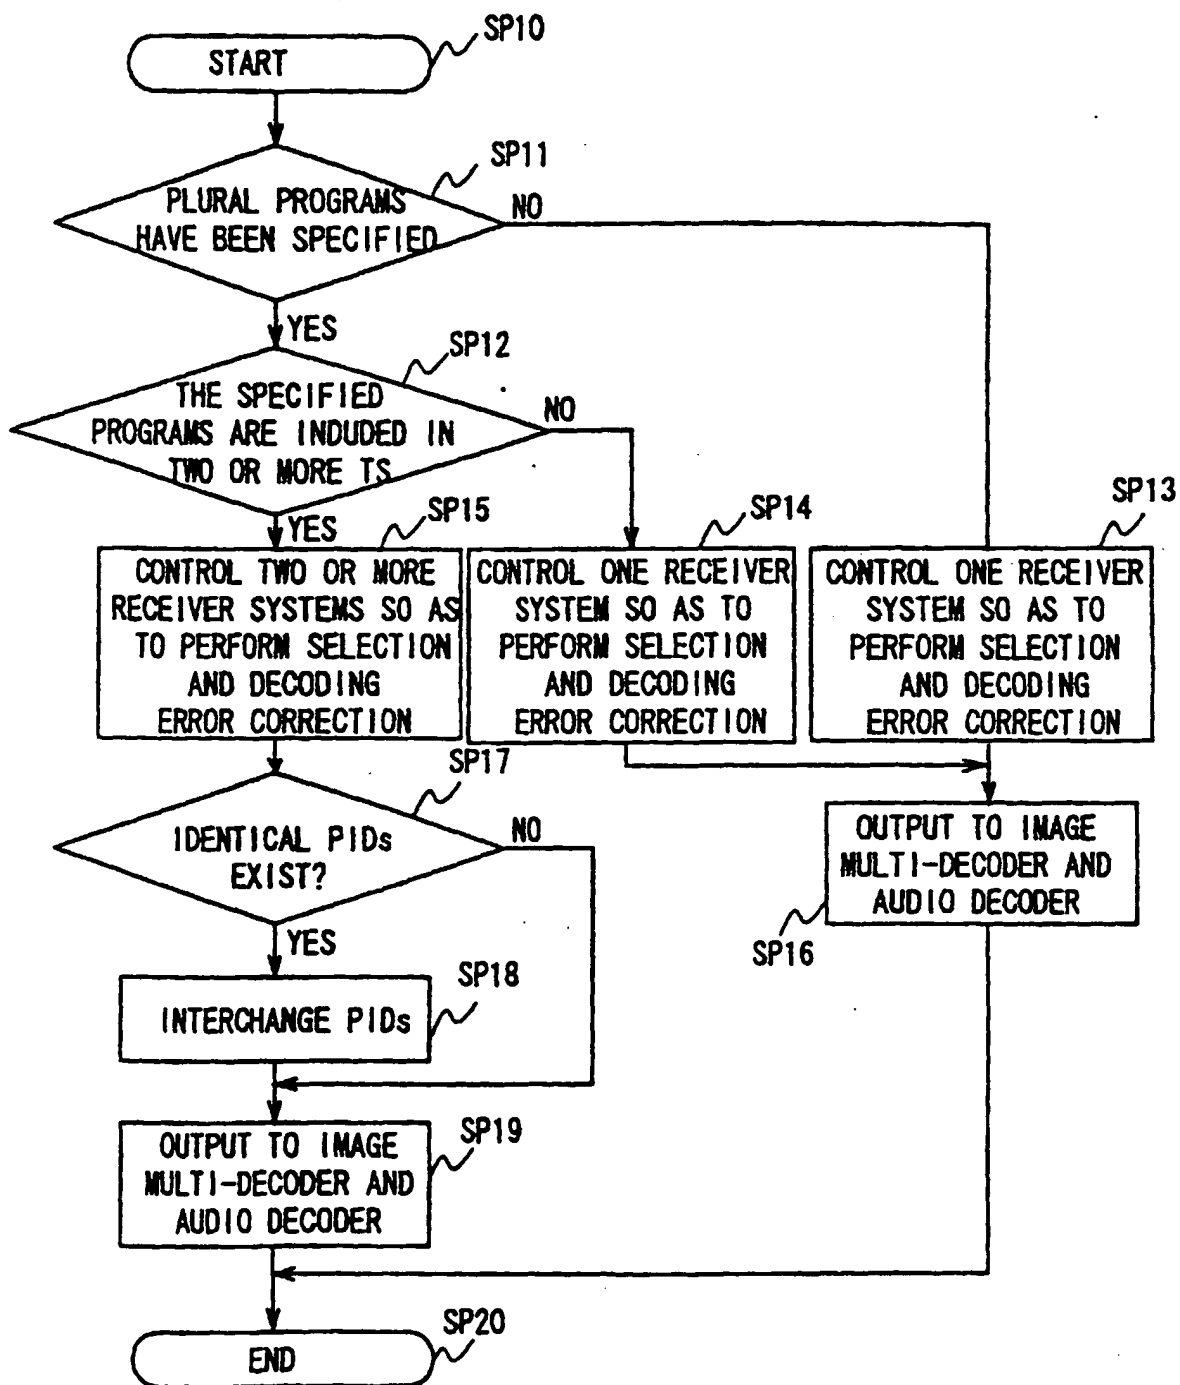 SP10
START
SP11
PLURAL PROGRAMS
HAVE BEEN SPECIFIED
NO
YES
SP12
THE SPECIFIED
PROGRAMS ARE INDUDED IN
TWO OR MORE TS
NO
YES
SP15
CONTROL TWO OR MORE
RECEIVER SYSTEMS SO AS
TO PERFORM SELECTION
AND DECODING
ERROR CORRECTION
SP14
CONTROL ONE RECEIVER
SYSTEM SO AS TO
PERFORM SELECTION
AND DECODING
ERROR CORRECTION
SP13
CONTROL ONE RECEIVER
SYSTEM SO AS TO
PERFORM SELECTION
AND DECODING
ERROR CORRECTION
SP17
IDENTICAL PIDs
EXIST?
NO
YES
OUTPUT TO IMAGE
MULTI-DECODER AND
AUDIO DECODER
SP16
SP18
INTERCHANGE PIDs
SP19
OUTPUT TO IMAGE
MULTI-DECODER AND
AUDIO DECODER
SP20
END